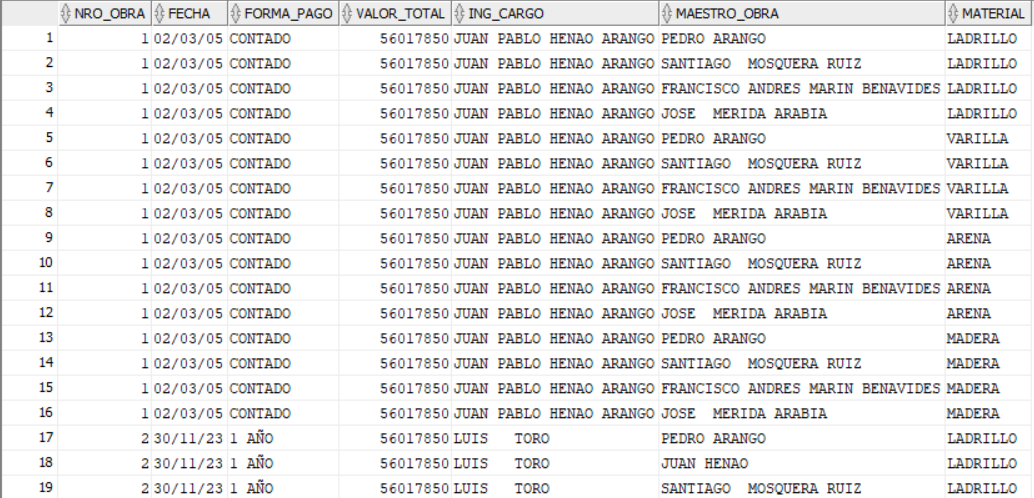 NRO_OBRA FECHA FORMA_PAGO VALOR_TOTAL ING_CARGO MAESTRO_OBRA MATERIAL
1 1 02/03/05 CONTADO 56017850 JUAN PABLO HENAO ARANGO PEDRO ARANGO LADRILLO
2 1 02/03/05 CONTADO 56017850 JUAN PABLO HENAO ARANGO SANTIAGO  MOSQUERA RUIZ LADRILLO
3 1 02/03/05 CONTADO 56017850 JUAN PABLO HENAO ARANGO FRANCISCO ANDRES MARIN BENAVIDES LADRILLO
4 1 02/03/05 CONTADO 56017850 JUAN PABLO HENAO ARANGO JOSE  MERIDA ARABIA LADRILLO
5 1 02/03/05 CONTADO 56017850 JUAN PABLO HENAO ARANGO PEDRO ARANGO VARILLA
6 1 02/03/05 CONTADO 56017850 JUAN PABLO HENAO ARANGO SANTIAGO  MOSQUERA RUIZ VARILLA
7 1 02/03/05 CONTADO 56017850 JUAN PABLO HENAO ARANGO FRANCISCO ANDRES MARIN BENAVIDES VARILLA
8 1 02/03/05 CONTADO 56017850 JUAN PABLO HENAO ARANGO JOSE  MERIDA ARABIA VARILLA
9 1 02/03/05 CONTADO 56017850 JUAN PABLO HENAO ARANGO PEDRO ARANGO ARENA
10 1 02/03/05 CONTADO 56017850 JUAN PABLO HENAO ARANGO SANTIAGO  MOSQUERA RUIZ ARENA
11 1 02/03/05 CONTADO 56017850 JUAN PABLO HENAO ARANGO FRANCISCO ANDRES MARIN BENAVIDES ARENA
12 1 02/03/05 CONTADO 56017850 JUAN PABLO HENAO ARANGO JOSE  MERIDA ARABIA ARENA
13 1 02/03/05 CONTADO 56017850 JUAN PABLO HENAO ARANGO PEDRO ARANGO MADERA
14 1 02/03/05 CONTADO 56017850 JUAN PABLO HENAO ARANGO SANTIAGO  MOSQUERA RUIZ MADERA
15 1 02/03/05 CONTADO 56017850 JUAN PABLO HENAO ARANGO FRANCISCO ANDRES MARIN BENAVIDES MADERA
16 1 02/03/05 CONTADO 56017850 JUAN PABLO HENAO ARANGO JOSE  MERIDA ARABIA MADERA
17 2 30/11/23 1 AÑO 56017850 LUIS   TORO PEDRO ARANGO LADRILLO
18 2 30/11/23 1 AÑO 56017850 LUIS   TORO JUAN HENAO LADRILLO
19 2 30/11/23 1 AÑO 56017850 LUIS   TORO SANTIAGO  MOSQUERA RUIZ LADRILLO